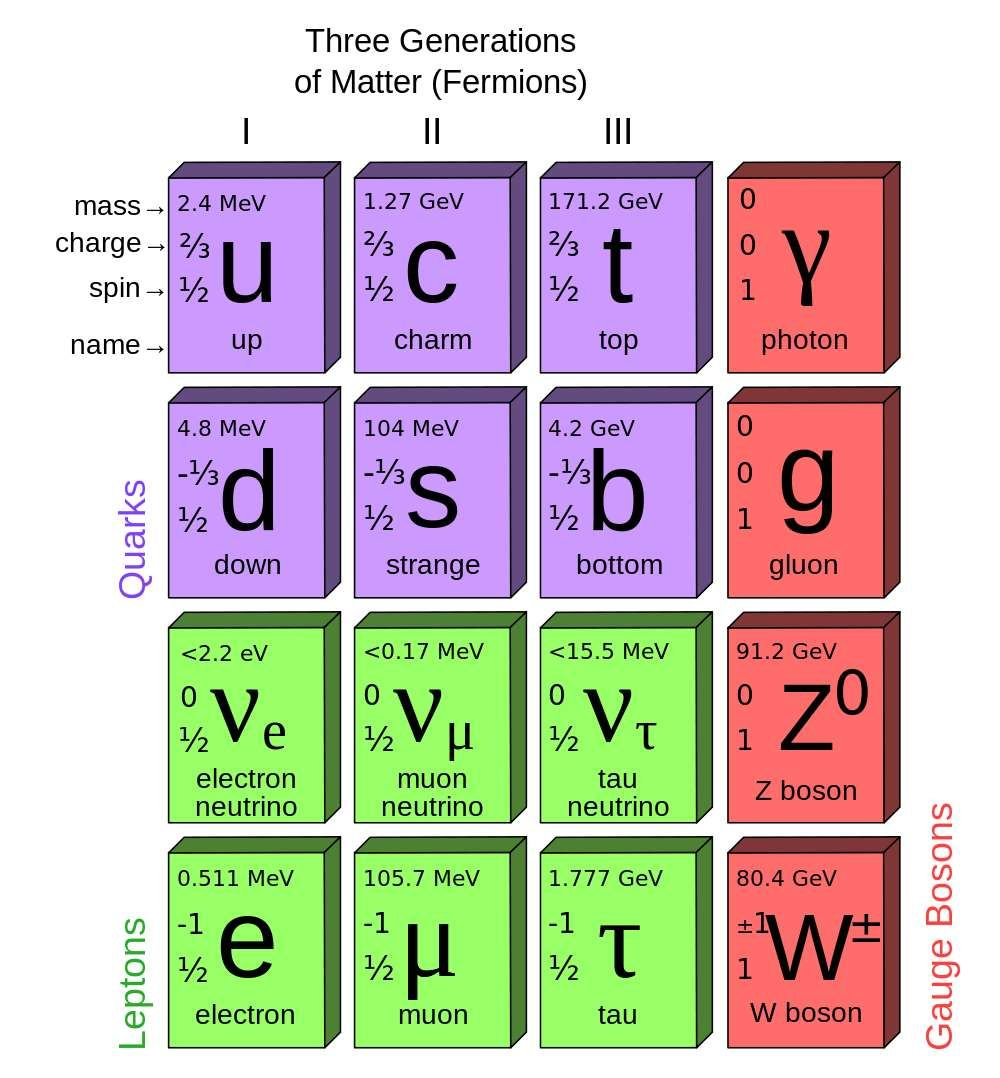 Three Generations
of Matter (Fermions)
I II III
mass→
charge→
spin→
name→
2.4 MeV
⅔
½
u
up
1.27 GeV
⅔
½
c
charm
171.2 GeV
⅔
½
t
top
0
0
1
γ
photon
Quarks
4.8 MeV
-⅓
½
d
down
104 MeV
-⅓
½
s
strange
4.2 GeV
-⅓
½
b
bottom
0
0
1
g
gluon
<2.2 eV
0
½
νe
electron
neutrino
<0.17 MeV
0
½
νμ
muon
neutrino
<15.5 MeV
0
½
ντ
tau
neutrino
91.2 GeV
0
1
Z⁰
Z boson
Leptons
0.511 MeV
-1
½
e
electron
105.7 MeV
-1
½
μ
muon
1.777 GeV
-1
½
τ
tau
80.4 GeV
±1
1
W±
W boson
Gauge Bosons